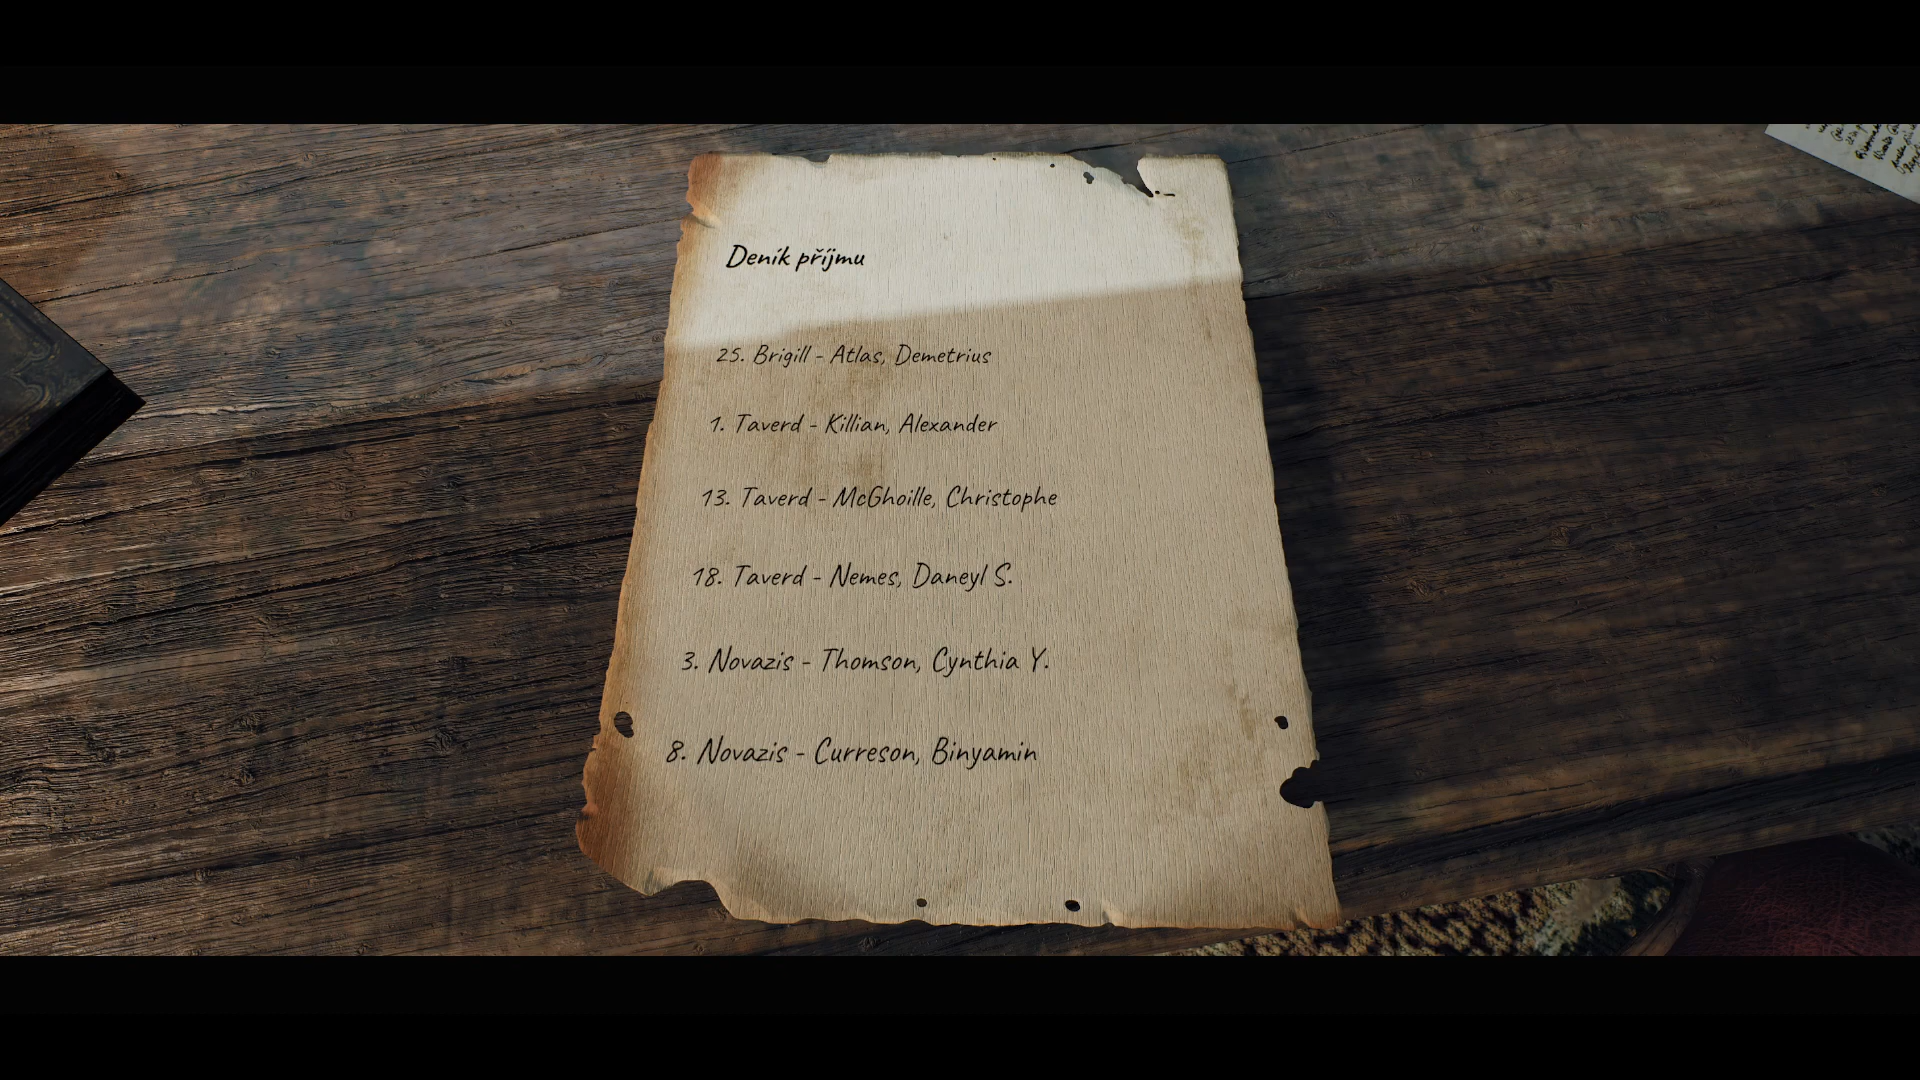 Deník příjmu
25. Brigill - Atlas, Demetrius
1. Taverd - Killian, Alexander
13. Taverd - McGhoille, Christophe
18. Taverd - Nemes, Daneyl S.
3. Novazis - Thomson, Cynthia Y.
8. Novazis - Curreson, Binyamin